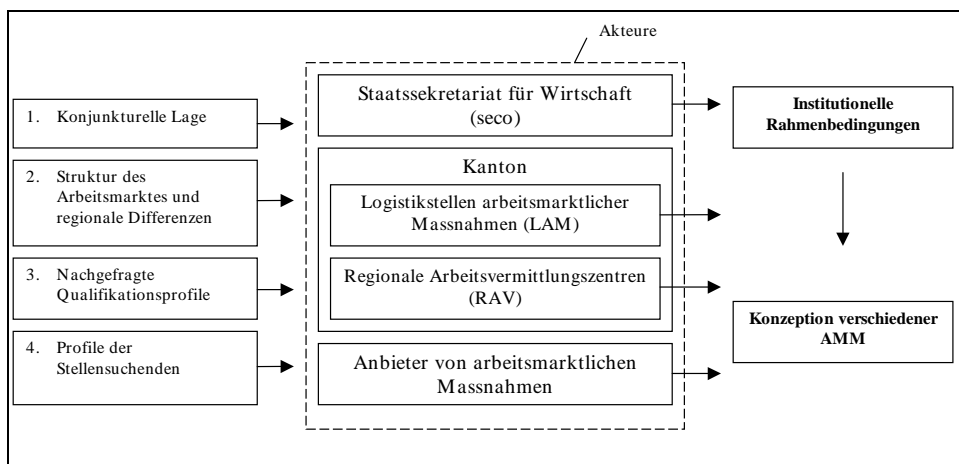 Akteure
1. Konjunkturelle Lage
2. Struktur des
Arbeitsmarktes und
regionale Differenzen
3. Nachgefragte
Qualifikationsprofile
4. Profile der
Stellensuchenden
Staatssekretariat für Wirtschaft
(seco)
Kanton
Logistikstellen arbeitsmarktlicher
Massnahmen (LAM)
Regionale Arbeitsvermittlungszentren
(RAV)
Anbieter von arbeitsmarktlichen
Massnahmen
Institutionelle
Rahmenbedingungen
Konzeption verschiedener
AMM